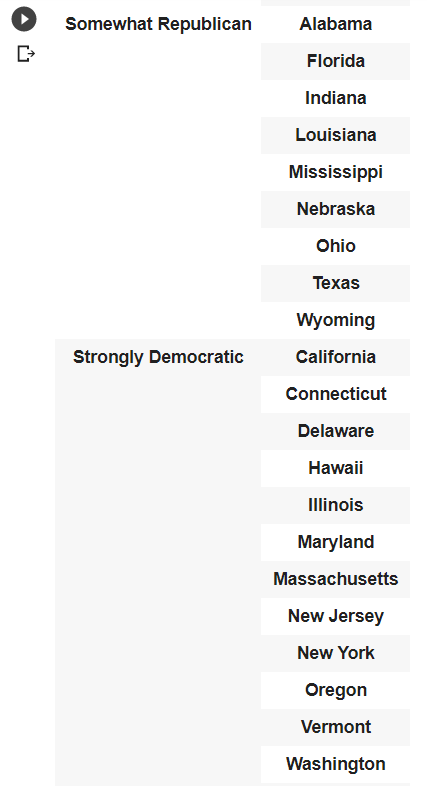 Somewhat Republican Alabama
Florida
Indiana
Louisiana
Mississippi
Nebraska
Ohio
Texas
Wyoming
Strongly Democratic California
Connecticut
Delaware
Hawaii
Illinois
Maryland
Massachusetts
New Jersey
New York
Oregon
Vermont
Washington